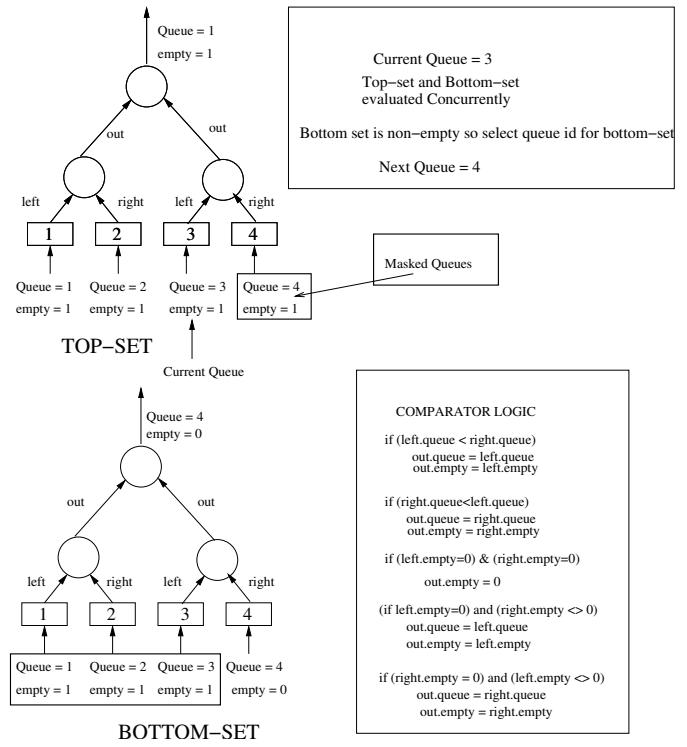 Queue = 1
empty = 1
out
out
left
right
left
right
1
2
3
4
Queue = 1
empty = 1
Queue = 2
empty = 1
Queue = 3
empty = 1
Queue = 4
empty = 1
TOP−SET
Current Queue
Current Queue = 3
Top−set and Bottom−set
evaluated Concurrently
Bottom set is non−empty so select queue id for bottom−set
Next Queue = 4
Masked Queues
Queue = 4
empty = 0
out
out
left
right
left
right
1
2
3
4
Queue = 1
empty = 1
Queue = 2
empty = 1
Queue = 3
empty = 1
Queue = 4
empty = 0
BOTTOM−SET
COMPARATOR LOGIC
if (left.queue < right.queue)
out.queue = left.queue
out.empty = left.empty
if (right.queue<left.queue)
out.queue = right.queue
out.empty = right.empty
if (left.empty=0) & (right.empty=0)
out.empty = 0
(if left.empty=0) and (right.empty <> 0)
out.queue = left.queue
out.empty = left.empty
if (right.empty = 0) and (left.empty <> 0)
out.queue = right.queue
out.empty = right.empty